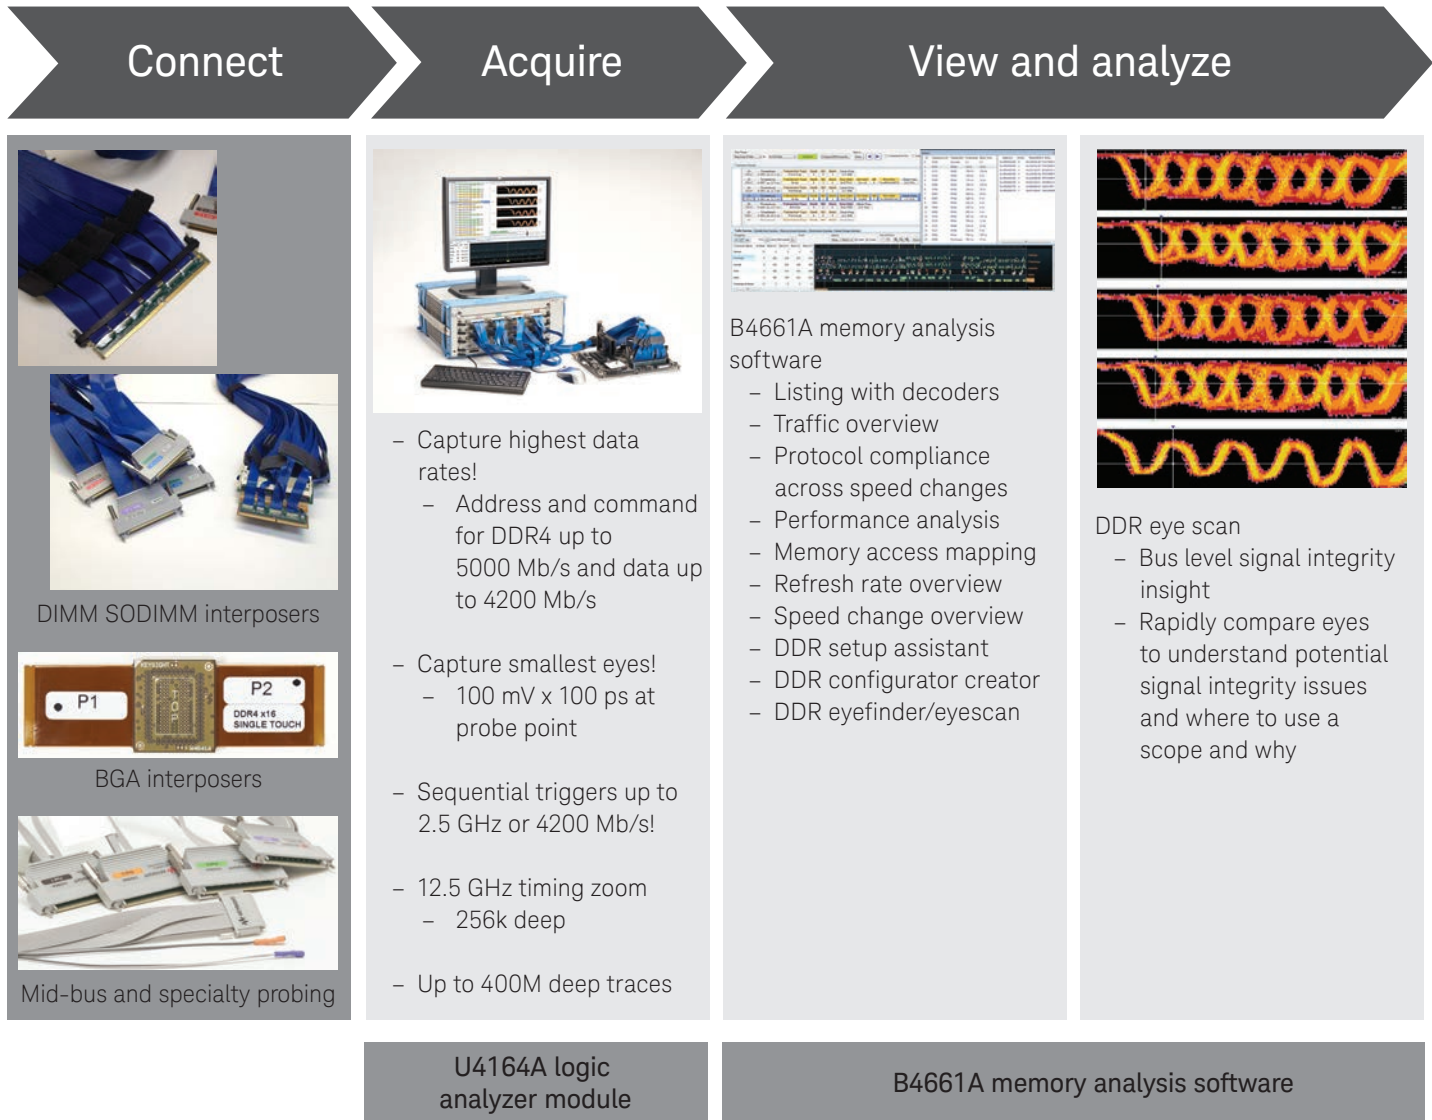 Connect
Acquire
View and analyze
DIMM SODIMM interposers
KEYSIGHT
P1
TOP
P2
DDR4 x16
SINGLE TOUCH
BGA interposers
Mid-bus and specialty probing
– Capture highest data
rates!
– Address and command
for DDR4 up to
5000 Mb/s and data up
to 4200 Mb/s
– Capture smallest eyes!
– 100 mV x 100 ps at
probe point
– Sequential triggers up to
2.5 GHz or 4200 Mb/s!
– 12.5 GHz timing zoom
– 256k deep
– Up to 400M deep traces
B4661A memory analysis
software
– Listing with decoders
– Traffic overview
– Protocol compliance
across speed changes
– Performance analysis
– Memory access mapping
– Refresh rate overview
– Speed change overview
– DDR setup assistant
– DDR configurator creator
– DDR eyefinder/eyescan
DDR eye scan
– Bus level signal integrity
insight
– Rapidly compare eyes
to understand potential
signal integrity issues
and where to use a
scope and why
U4164A logic
analyzer module
B4661A memory analysis software